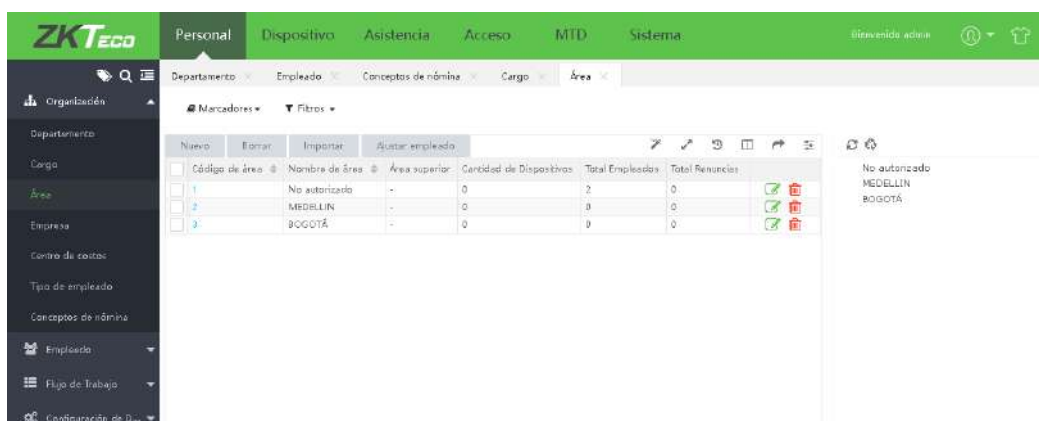 ZKTeco
Personal Dispositivo Asistencia Acceso MTD Sistema Bienvenido admin
Departamento Empleado Conceptos de nómina Cargo Área
Organización
Marcadores Filtros
Departamento
Nuevo Borrar Importar Ajustar empleado
Cargo
Código de área Nombre de área Área superior Cantidad de Dispositivos Total Empleados Total Renuncias
No autorizado
MEDELLIN
BOGOTÁ
Área
1 No autorizado - 0 2 0
2 MEDELLIN - 0 0 0
3 BOGOTÁ - 0 0 0
Empresa
Centro de costos
Tipo de empleado
Conceptos de nómina
Empleado
Flujo de Trabajo
Configuración de D...